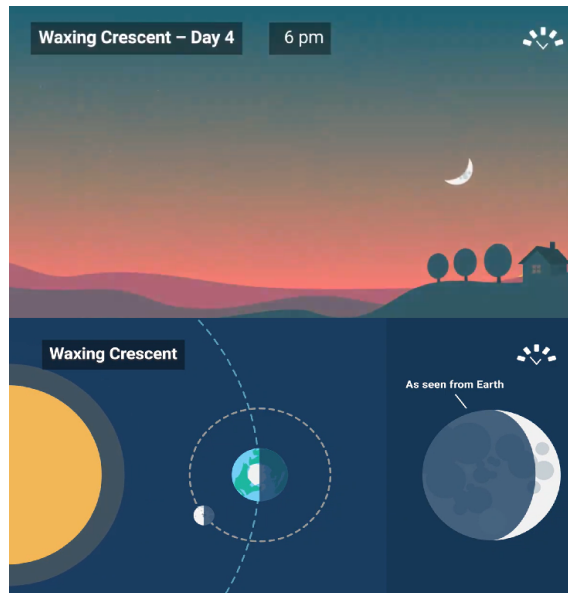 Waxing Crescent – Day 4
6 pm
Waxing Crescent
As seen from Earth